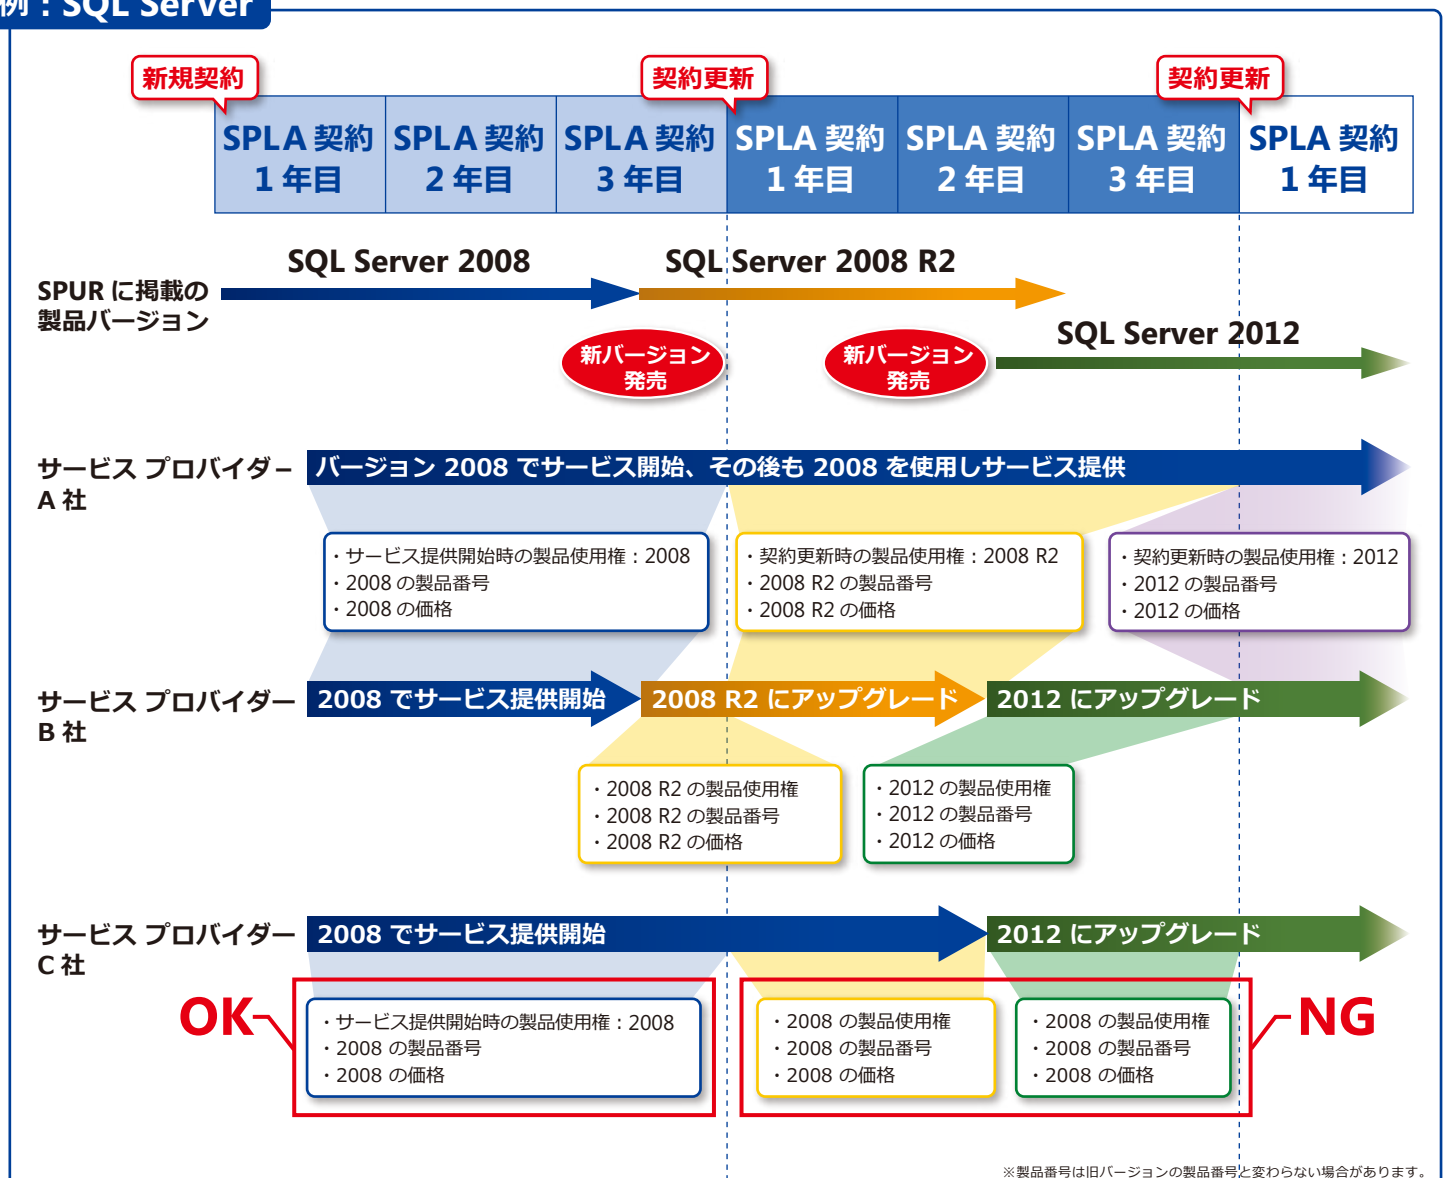 例：SQL Server
新規契約
契約更新
契約更新
SPLA 契約
1 年目
SPLA 契約
2 年目
SPLA 契約
3 年目
SPLA 契約
1 年目
SPLA 契約
2 年目
SPLA 契約
3 年目
SPLA 契約
1 年目
SPUR に掲載の
製品バージョン
SQL Server 2008
SQL Server 2008 R2
SQL Server 2012
新バージョン
発売
新バージョン
発売
サービス プロバイダー
A 社
バージョン 2008 でサービス開始、その後も 2008 を使用しサービス提供
・サービス提供開始時の製品使用権：2008
・2008 の製品番号
・2008 の価格
・契約更新時の製品使用権：2008 R2
・2008 R2 の製品番号
・2008 R2 の価格
・契約更新時の製品使用権：2012
・2012 の製品番号
・2012 の価格
サービス プロバイダー
B 社
2008 でサービス提供開始
2008 R2 にアップグレード
2012 にアップグレード
・2008 R2 の製品使用権
・2008 R2 の製品番号
・2008 R2 の価格
・2012 の製品使用権
・2012 の製品番号
・2012 の価格
サービス プロバイダー
C 社
2008 でサービス提供開始
2012 にアップグレード
OK
・サービス提供開始時の製品使用権：2008
・2008 の製品番号
・2008 の価格
・2008 の製品使用権
・2008 の製品番号
・2008 の価格
・2008 の製品使用権
・2008 の製品番号
・2008 の価格
NG
※製品番号は旧バージョンの製品番号と変わらない場合があります。